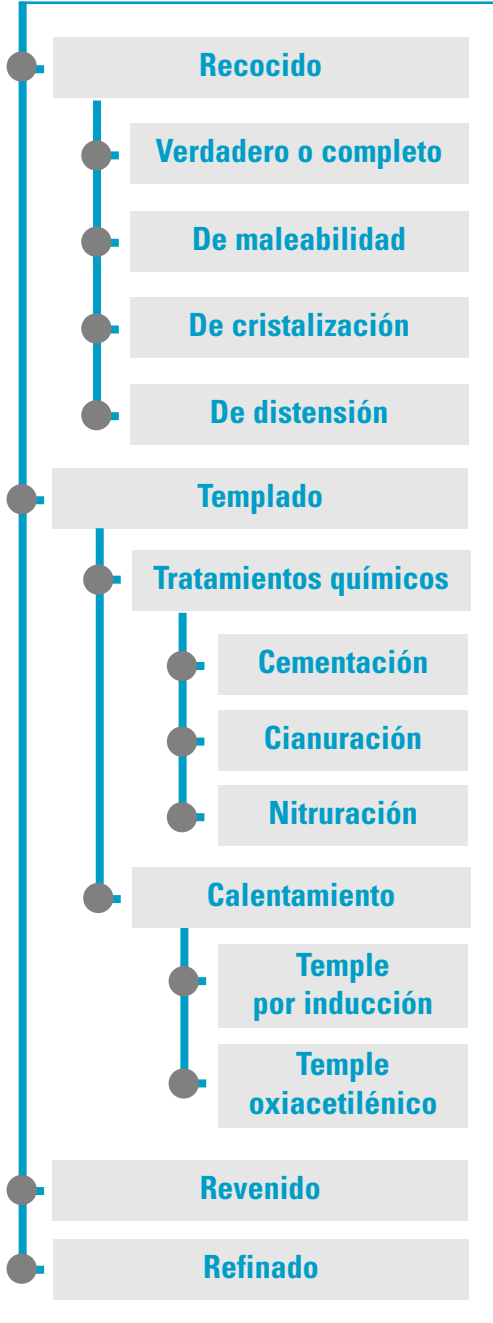 Recocido
Verdadero o completo
De maleabilidad
De cristalización
De distensión
Templado
Tratamientos químicos
Cementación
Cianuración
Nitruración
Calentamiento
Temple
por inducción
Temple
oxiacetilénico
Revenido
Refinado